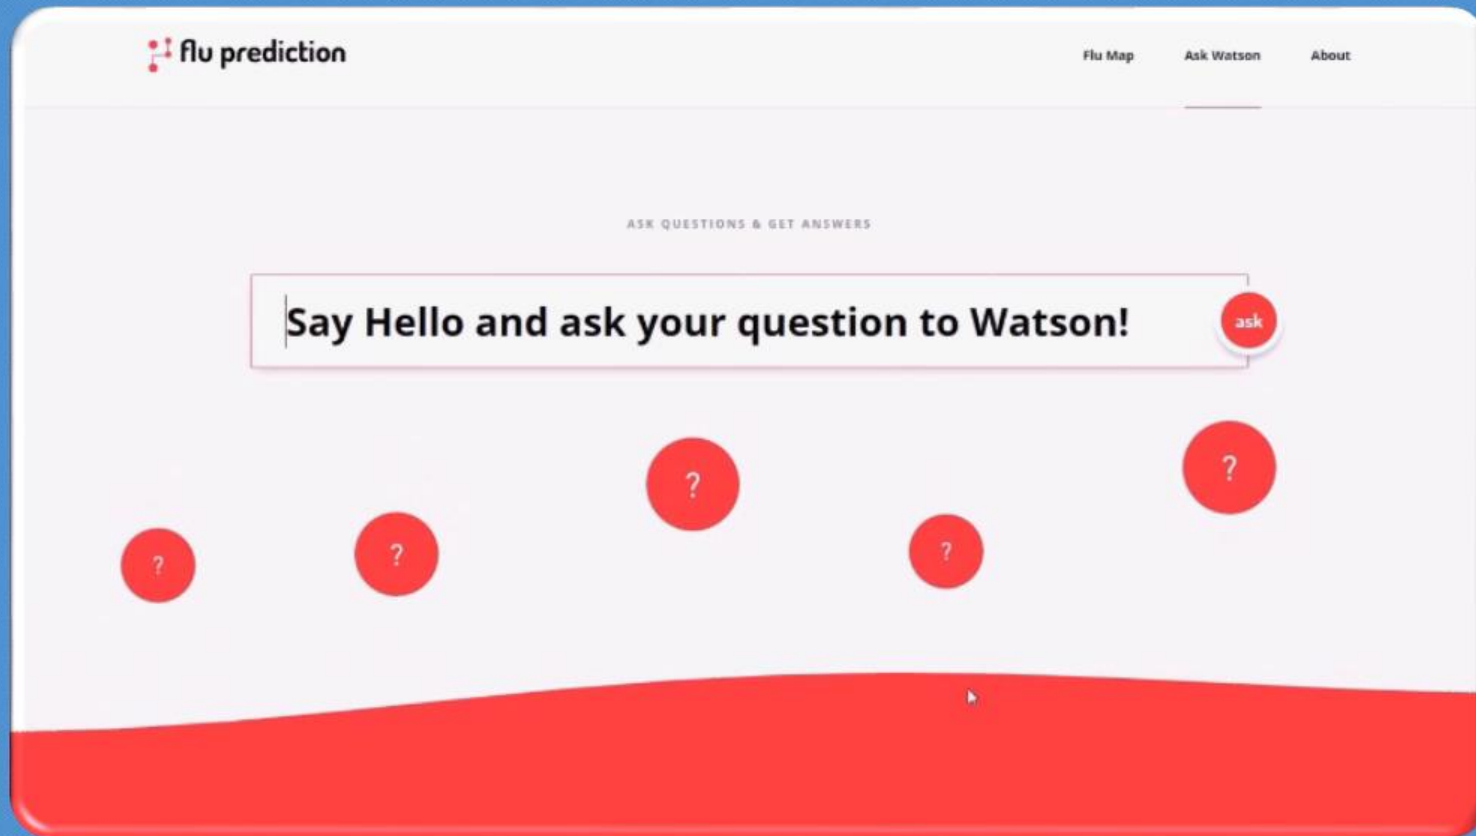 flu prediction
Flu Map Ask Watson About
ASK QUESTIONS & GET ANSWERS
Say Hello and ask your question to Watson!
ask
?
?
?
?
?